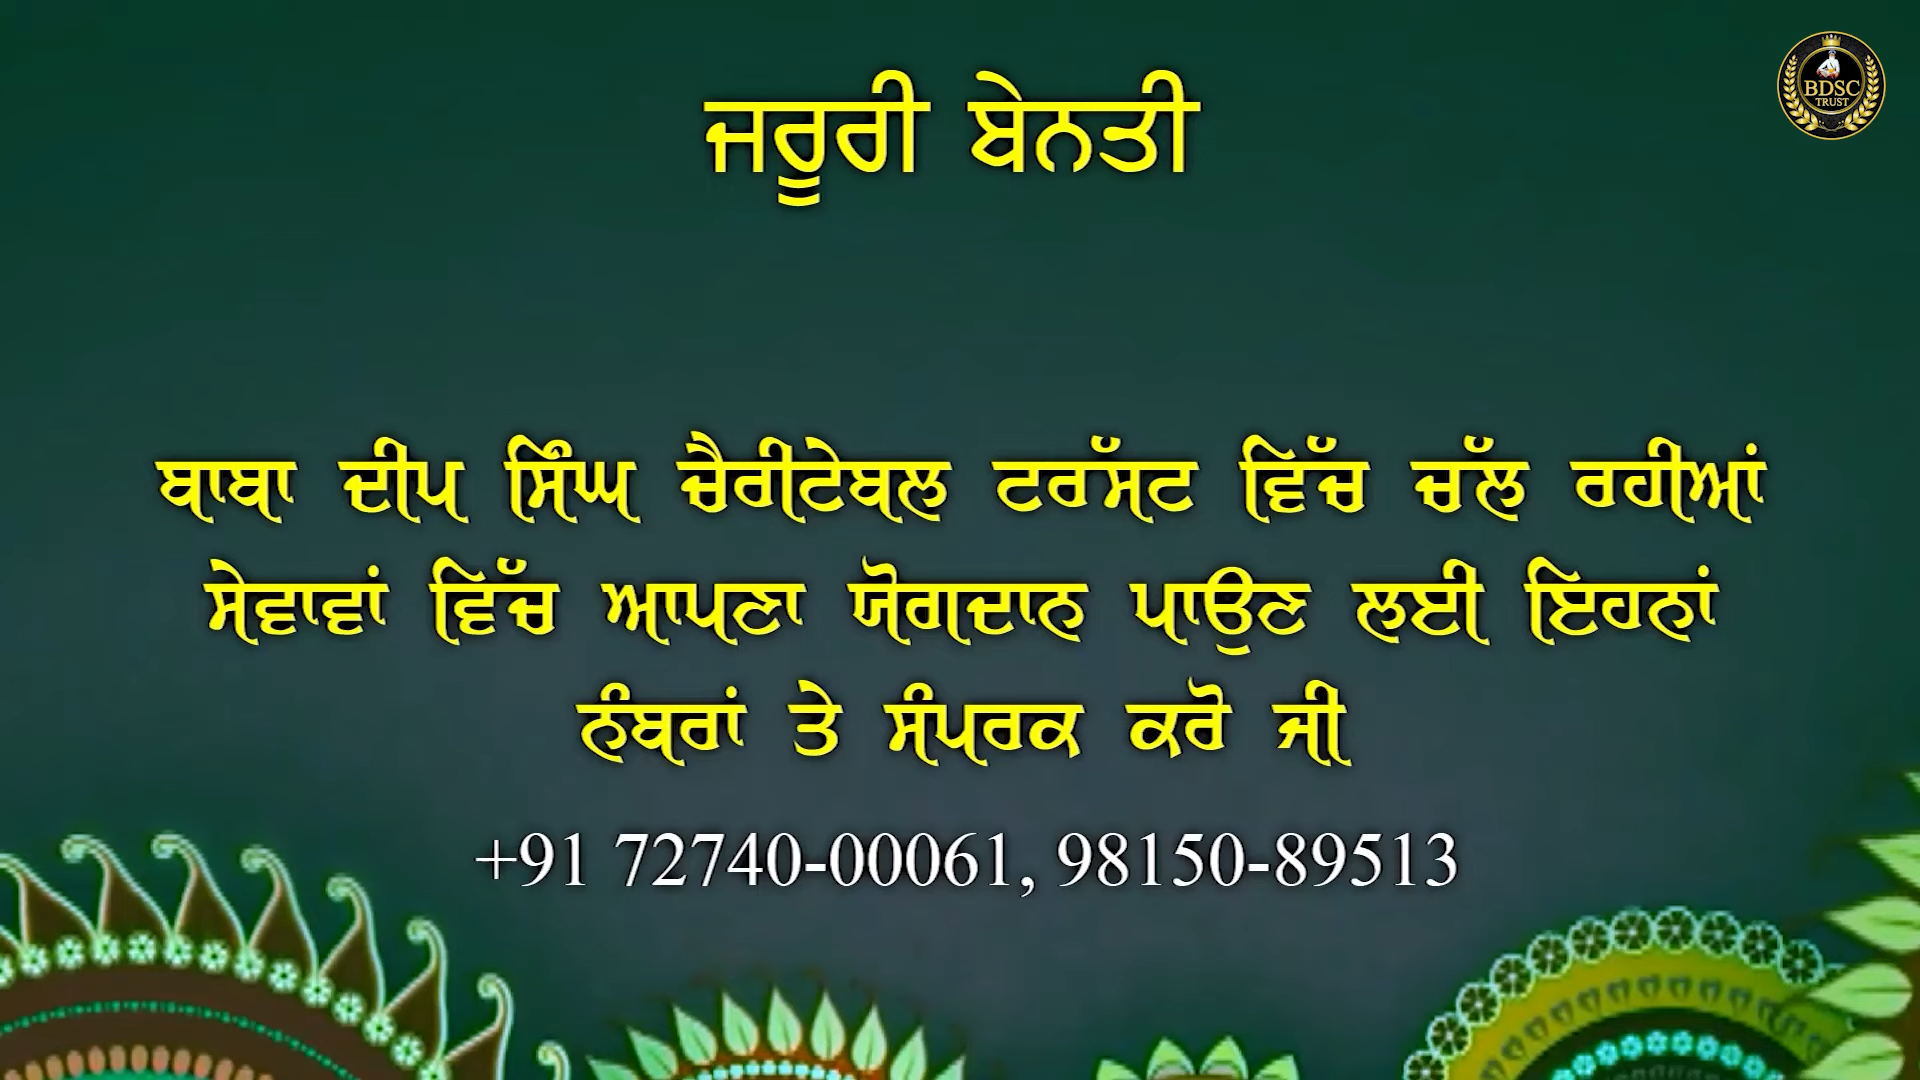 BDSC
TRUST
ਜਰੂਰੀ ਬੇਨਤੀ
ਬਾਬਾ ਦੀਪ ਸਿੰਘ ਚੈਰੀਟੇਬਲ ਟਰੱਸਟ ਵਿੱਚ ਚੱਲ ਰਹੀਆਂ
ਸੇਵਾਵਾਂ ਵਿੱਚ ਆਪਣਾ ਯੋਗਦਾਨ ਪਾਉਣ ਲਈ ਇਹਨਾਂ
ਨੰਬਰਾਂ ਤੇ ਸੰਪਰਕ ਕਰੋ ਜੀ
+91 72740-00061, 98150-89513